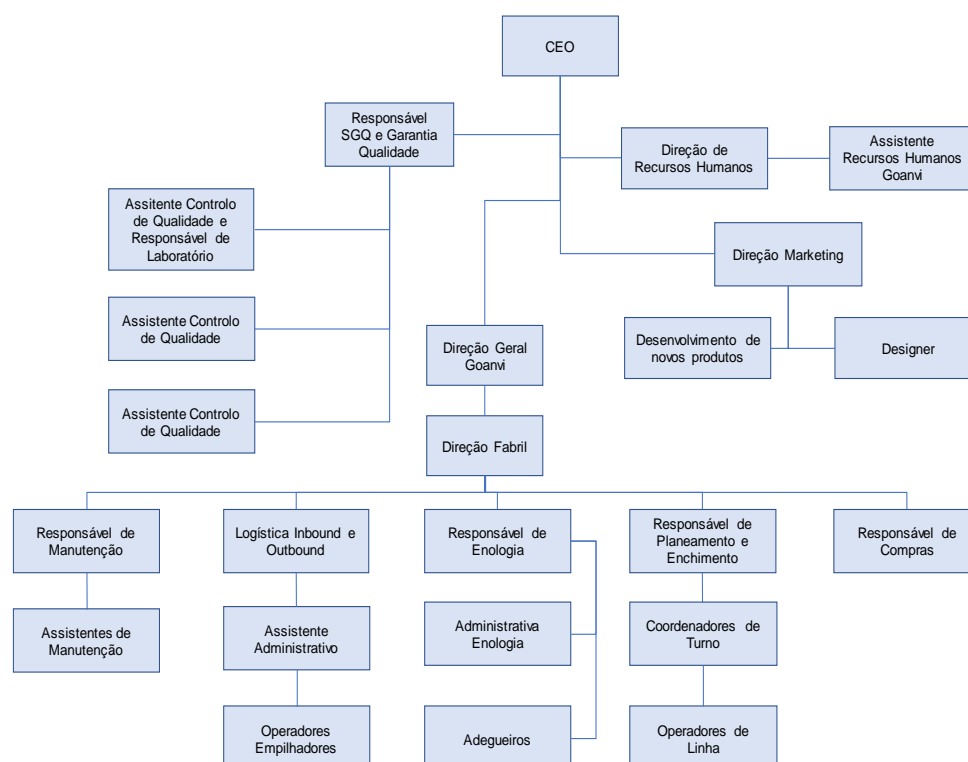 CEO
Responsável
SGQ e Garantia
Qualidade
Direção de
Recursos Humanos
Assistente
Recursos Humanos
Goanvi
Assitente Controlo
de Qualidade e
Responsável de
Laboratório
Direção Marketing
Assistente Controlo
de Qualidade
Direção Geral
Goanvi
Desenvolvimento de
novos produtos
Designer
Assistente Controlo
de Qualidade
Direção Fabril
Responsável de
Manutenção
Logística Inbound e
Outbound
Responsável de
Enologia
Responsável de
Planeamento e
Enchimento
Responsável de
Compras
Assistentes de
Manutenção
Assistente
Administrativo
Administrativa
Enologia
Coordenadores de
Turno
Operadores
Empilhadores
Adegueiros
Operadores de
Linha